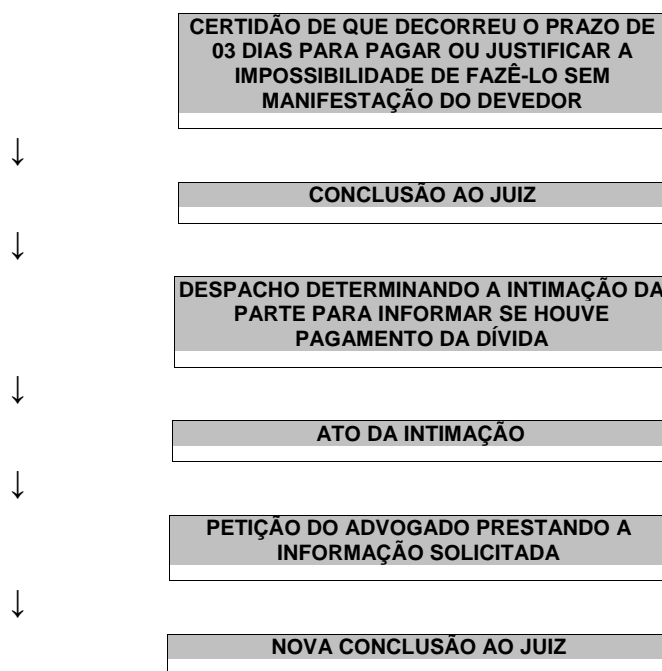 CERTIDÃO DE QUE DECORREU O PRAZO DE
03 DIAS PARA PAGAR OU JUSTIFICAR A
IMPOSSIBILIDADE DE FAZÊ-LO SEM
MANIFESTAÇÃO DO DEVEDOR
↓
CONCLUSÃO AO JUIZ
↓
DESPACHO DETERMINANDO A INTIMAÇÃO DA
PARTE PARA INFORMAR SE HOUVE
PAGAMENTO DA DÍVIDA
↓
ATO DA INTIMAÇÃO
↓
PETIÇÃO DO ADVOGADO PRESTANDO A
INFORMAÇÃO SOLICITADA
↓
NOVA CONCLUSÃO AO JUIZ